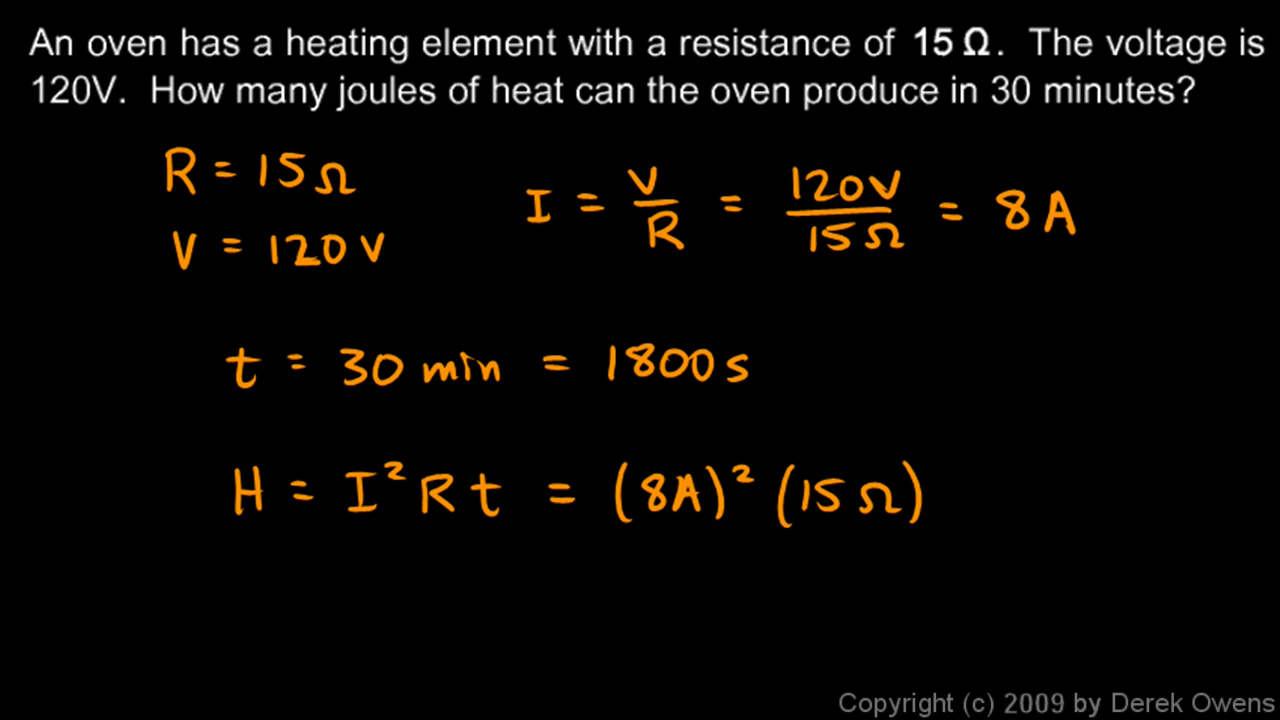 An oven has a heating element with a resistance of 15 Ω. The voltage is
120V. How many joules of heat can the oven produce in 30 minutes?
R = 15 Ω
V = 120 V
I = V/R = 120V/15Ω = 8 A
t = 30 min = 1800 s
H = I² R t = (8A)² (15 Ω)
Copyright (c) 2009 by Derek Owens